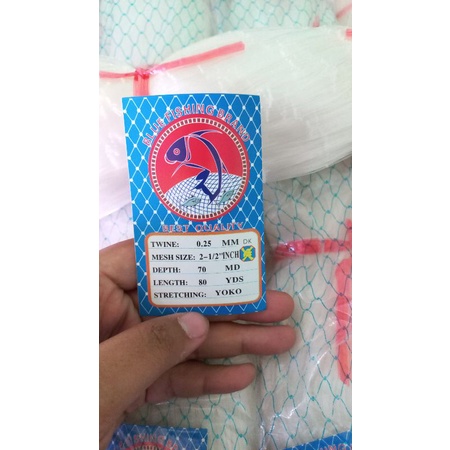 BLUE FISHING BRAND
BEST QUALITY
TWINE: 0.25 MM DK
MESH SIZE: 2-1/2" INCH
DEPTH: 70 MD
LENGTH: 80 YDS
STRETCHING: YOKO